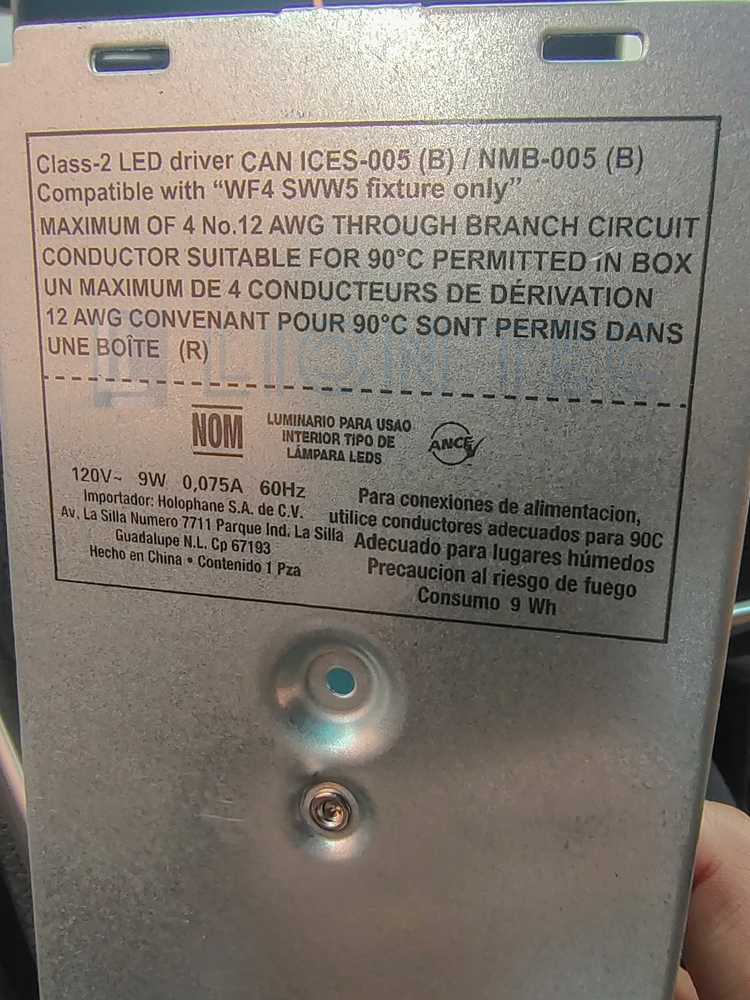 Class-2 LED driver CAN ICES-005 (B) / NMB-005 (B)
Compatible with “WF4 SWW5 fixture only”
MAXIMUM OF 4 No.12 AWG THROUGH BRANCH CIRCUIT
CONDUCTOR SUITABLE FOR 90°C PERMITTED IN BOX
UN MAXIMUM DE 4 CONDUCTEURS DE DÉRIVATION
12 AWG CONVENANT POUR 90°C SONT PERMIS DANS
UNE BOÎTE (R)
LION TEC
NOM
LUMINARIO PARA USAO
INTERIOR TIPO DE
LÁMPARA LEDS
ANCE
120V~ 9W 0,075A 60Hz
Importador: Holophane S.A. de C.V.
Av. La Silla Numero 7711 Parque Ind. La Silla
Guadalupe N.L. Cp 67193
Hecho en China • Contenido 1 Pza
Para conexiones de alimentacion,
utilice conductores adecuados para 90C
Adecuado para lugares húmedos
Precaucion al riesgo de fuego
Consumo 9 Wh